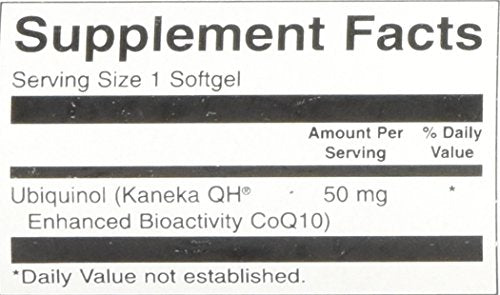 Supplement Facts
Serving Size 1 Softgel
Amount Per % Daily
Serving Value
Ubiquinol (Kaneka QH® 50 mg *
Enhanced Bioactivity CoQ10)
*Daily Value not established.